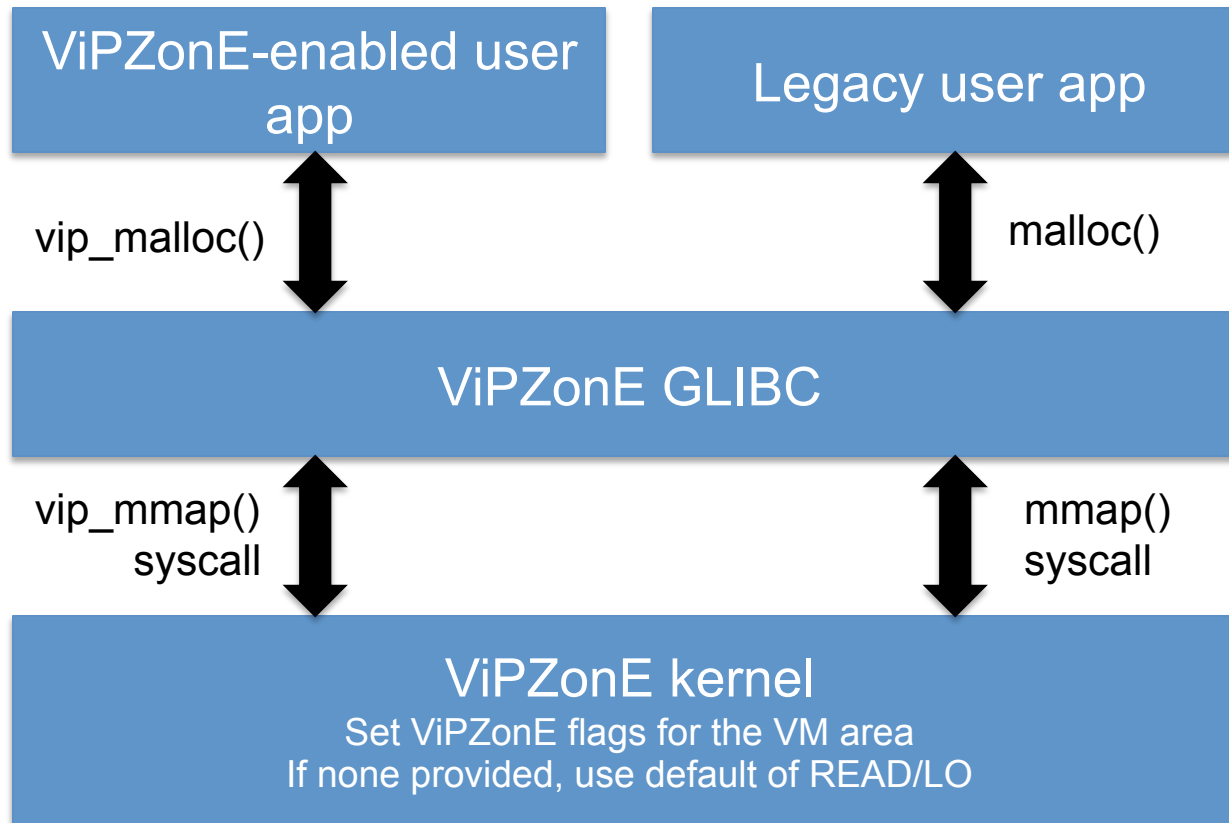 ViPZonE-enabled user
app
Legacy user app
vip_malloc()
malloc()
ViPZonE GLIBC
vip_mmap()
syscall
mmap()
syscall
ViPZonE kernel
Set ViPZonE flags for the VM area
If none provided, use default of READ/LO